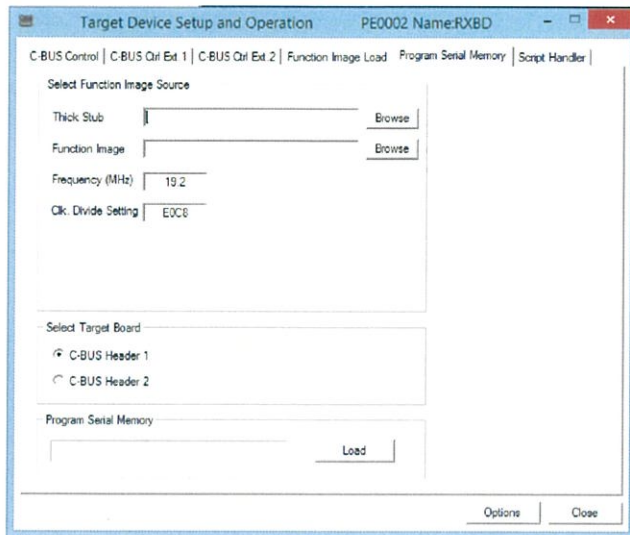 Target Device Setup and Operation PE0002 Name:RXBD
C-BUS Control | C-BUS Ctrl Ext 1 | C-BUS Ctrl Ext 2 | Function Image Load Program Serial Memory | Script Handler |
Select Function Image Source
Thick Stub Browse
Function Image Browse
Frequency (MHz) 19.2
Clk. Divide Setting E0C8
Select Target Board
C-BUS Header 1
C-BUS Header 2
Program Serial Memory
Load
Options Close